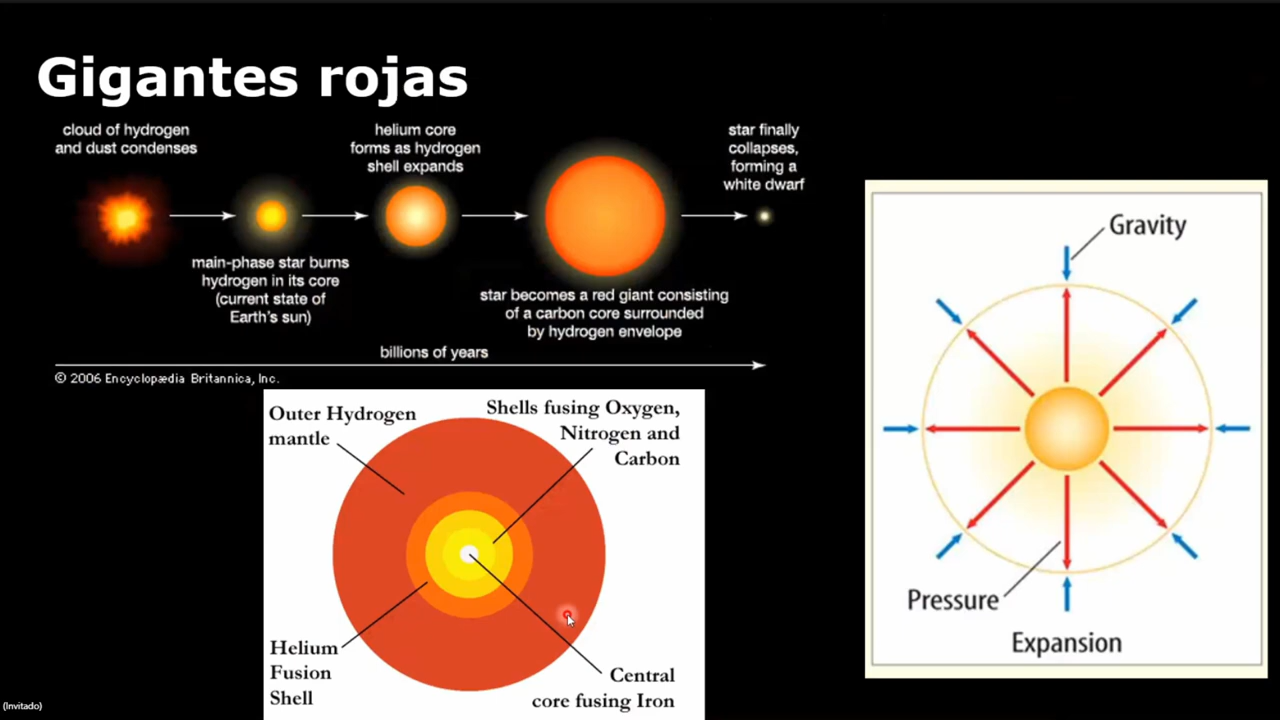 Gigantes rojas
cloud of hydrogen
and dust condenses
main-phase star burns
hydrogen in its core
(current state of
Earth's sun)
helium core
forms as hydrogen
shell expands
star becomes a red giant consisting
of a carbon core surrounded
by hydrogen envelope
star finally
collapses,
forming a
white dwarf
billions of years
© 2006 Encyclopædia Britannica, Inc.
Outer Hydrogen
mantle
Shells fusing Oxygen,
Nitrogen and
Carbon
Helium
Fusion
Shell
Central
core fusing Iron
Gravity
Pressure
Expansion
(Invitado)